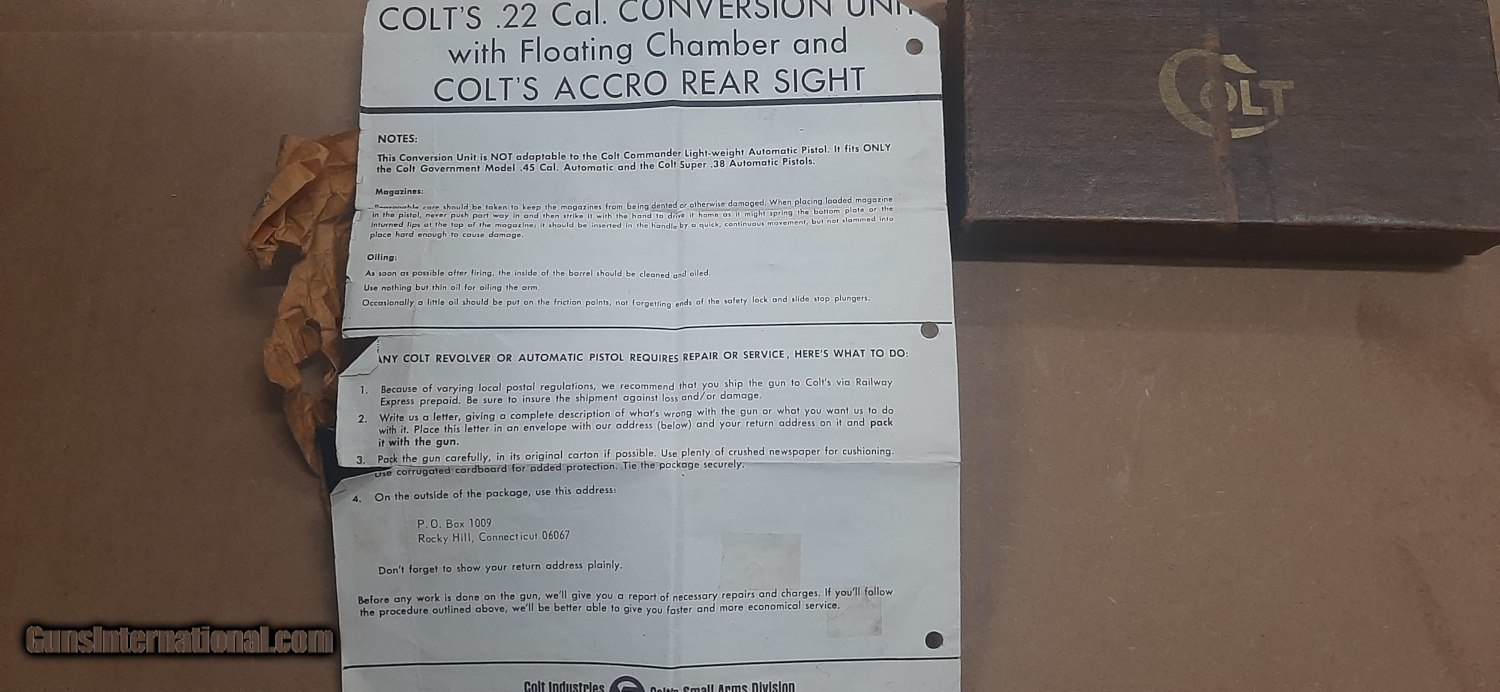 COLT'S .22 Cal. CONVERSION UNIT
with Floating Chamber and
COLT'S ACCRO REAR SIGHT
NOTES:
This Conversion Unit is NOT adaptable to the Colt Commander Light-weight Automatic Pistol. It fits ONLY
the Colt Government Model .45 Cal. Automatic and the Colt Super .38 Automatic Pistols.
Magazines:
Reasonable care should be taken to keep the magazines from being dented or otherwise damaged. When placing loaded magazine
in the pistol, never push part way in and then strike it with the hand to drive it home as it might spring the bottom plate or the
inturned lips at the top of the magazine; it should be inserted in the handle by a quick, continuous movement, but not slammed into
place hard enough to cause damage.
Oiling:
As soon as possible after firing, the inside of the barrel should be cleaned and oiled.
Use nothing but thin oil for oiling the arm.
Occasionally a little oil should be put on the friction points, not forgetting ends of the safety lock and slide stop plungers.
ANY COLT REVOLVER OR AUTOMATIC PISTOL REQUIRES REPAIR OR SERVICE, HERE'S WHAT TO DO:
1. Because of varying local postal regulations, we recommend that you ship the gun to Colt's via Railway
Express prepaid. Be sure to insure the shipment against loss and/or damage.
2. Write us a letter, giving a complete description of what's wrong with the gun or what you want us to do
with it. Place this letter in an envelope with our address (below) and your return address on it and pack
it with the gun.
3. Pack the gun carefully, in its original carton if possible. Use plenty of crushed newspaper for cushioning.
Use corrugated cardboard for added protection. Tie the package securely.
4. On the outside of the package, use this address:
P.O. Box 1009
Rocky Hill, Connecticut 06067
Don't forget to show your return address plainly.
Before any work is done on the gun, we'll give you a report of necessary repairs and charges. If you'll follow
the procedure outlined above, we'll be better able to give you faster and more economical service.
Colt Industries
Colt's Small Arms Division
COLT
GunsInternational.com